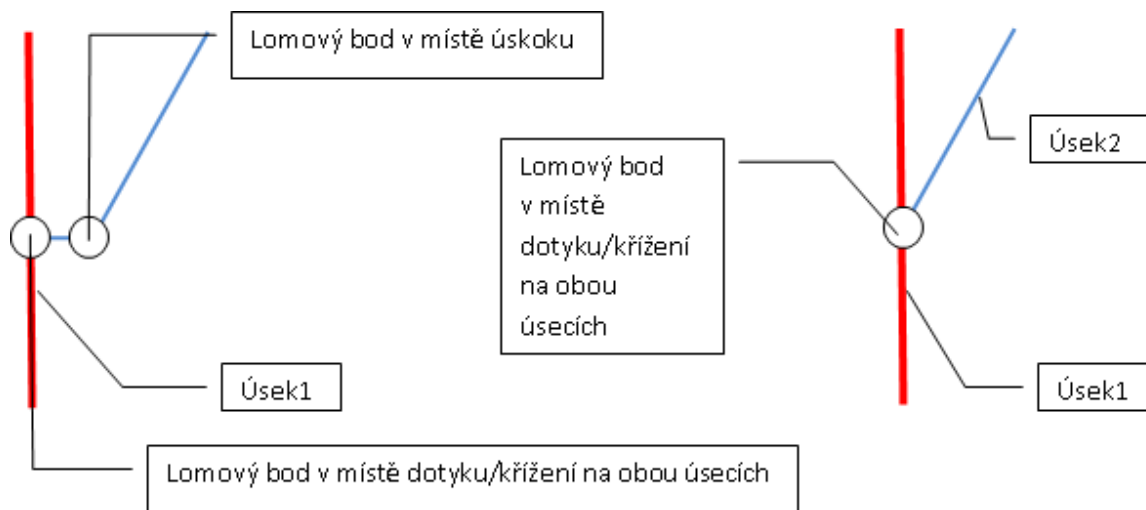 Lomový bod v místě úskoku
Úsek2
Lomový bod
v místě
dotyku/křížení
na obou
úsecích
Úsek1
Úsek1
Lomový bod v místě dotyku/křížení na obou úsecích